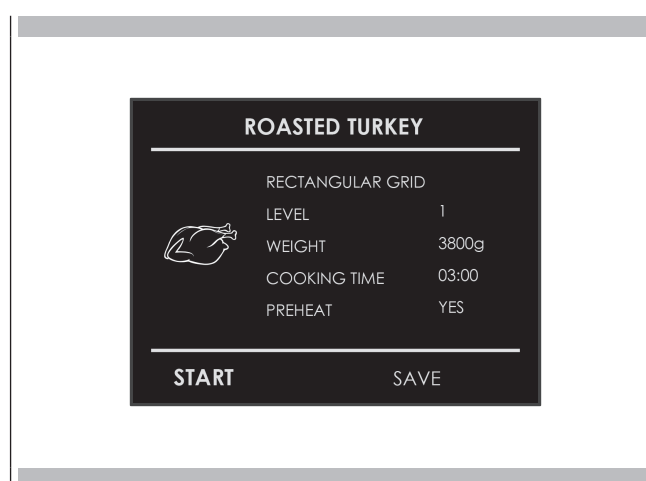 ROASTED TURKEY
RECTANGULAR GRID
LEVEL 1
WEIGHT 3800g
COOKING TIME 03:00
PREHEAT YES
START SAVE